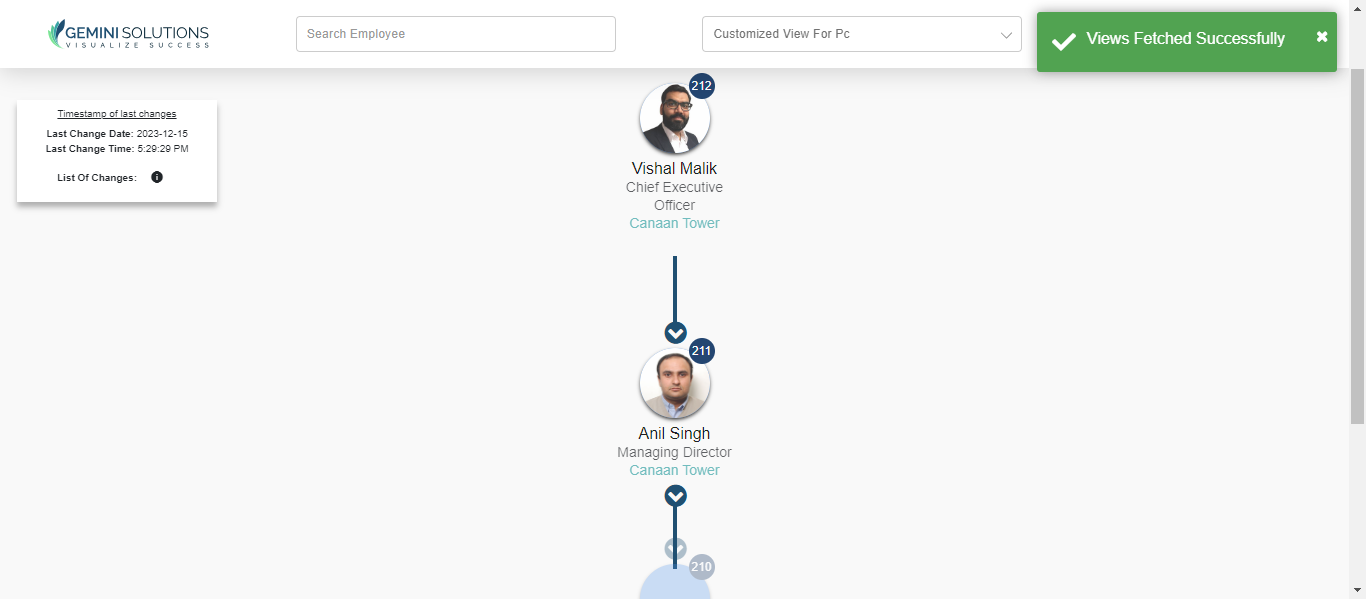 GEMINI SOLUTIONS
VISUALIZE SUCCESS
Search Employee
Customized View For Pc
Views Fetched Successfully
Timestamp of last changes
Last Change Date: 2023-12-15
Last Change Time: 5:29:29 PM
List Of Changes:
212
Vishal Malik
Chief Executive
Officer
Canaan Tower
211
Anil Singh
Managing Director
Canaan Tower
210